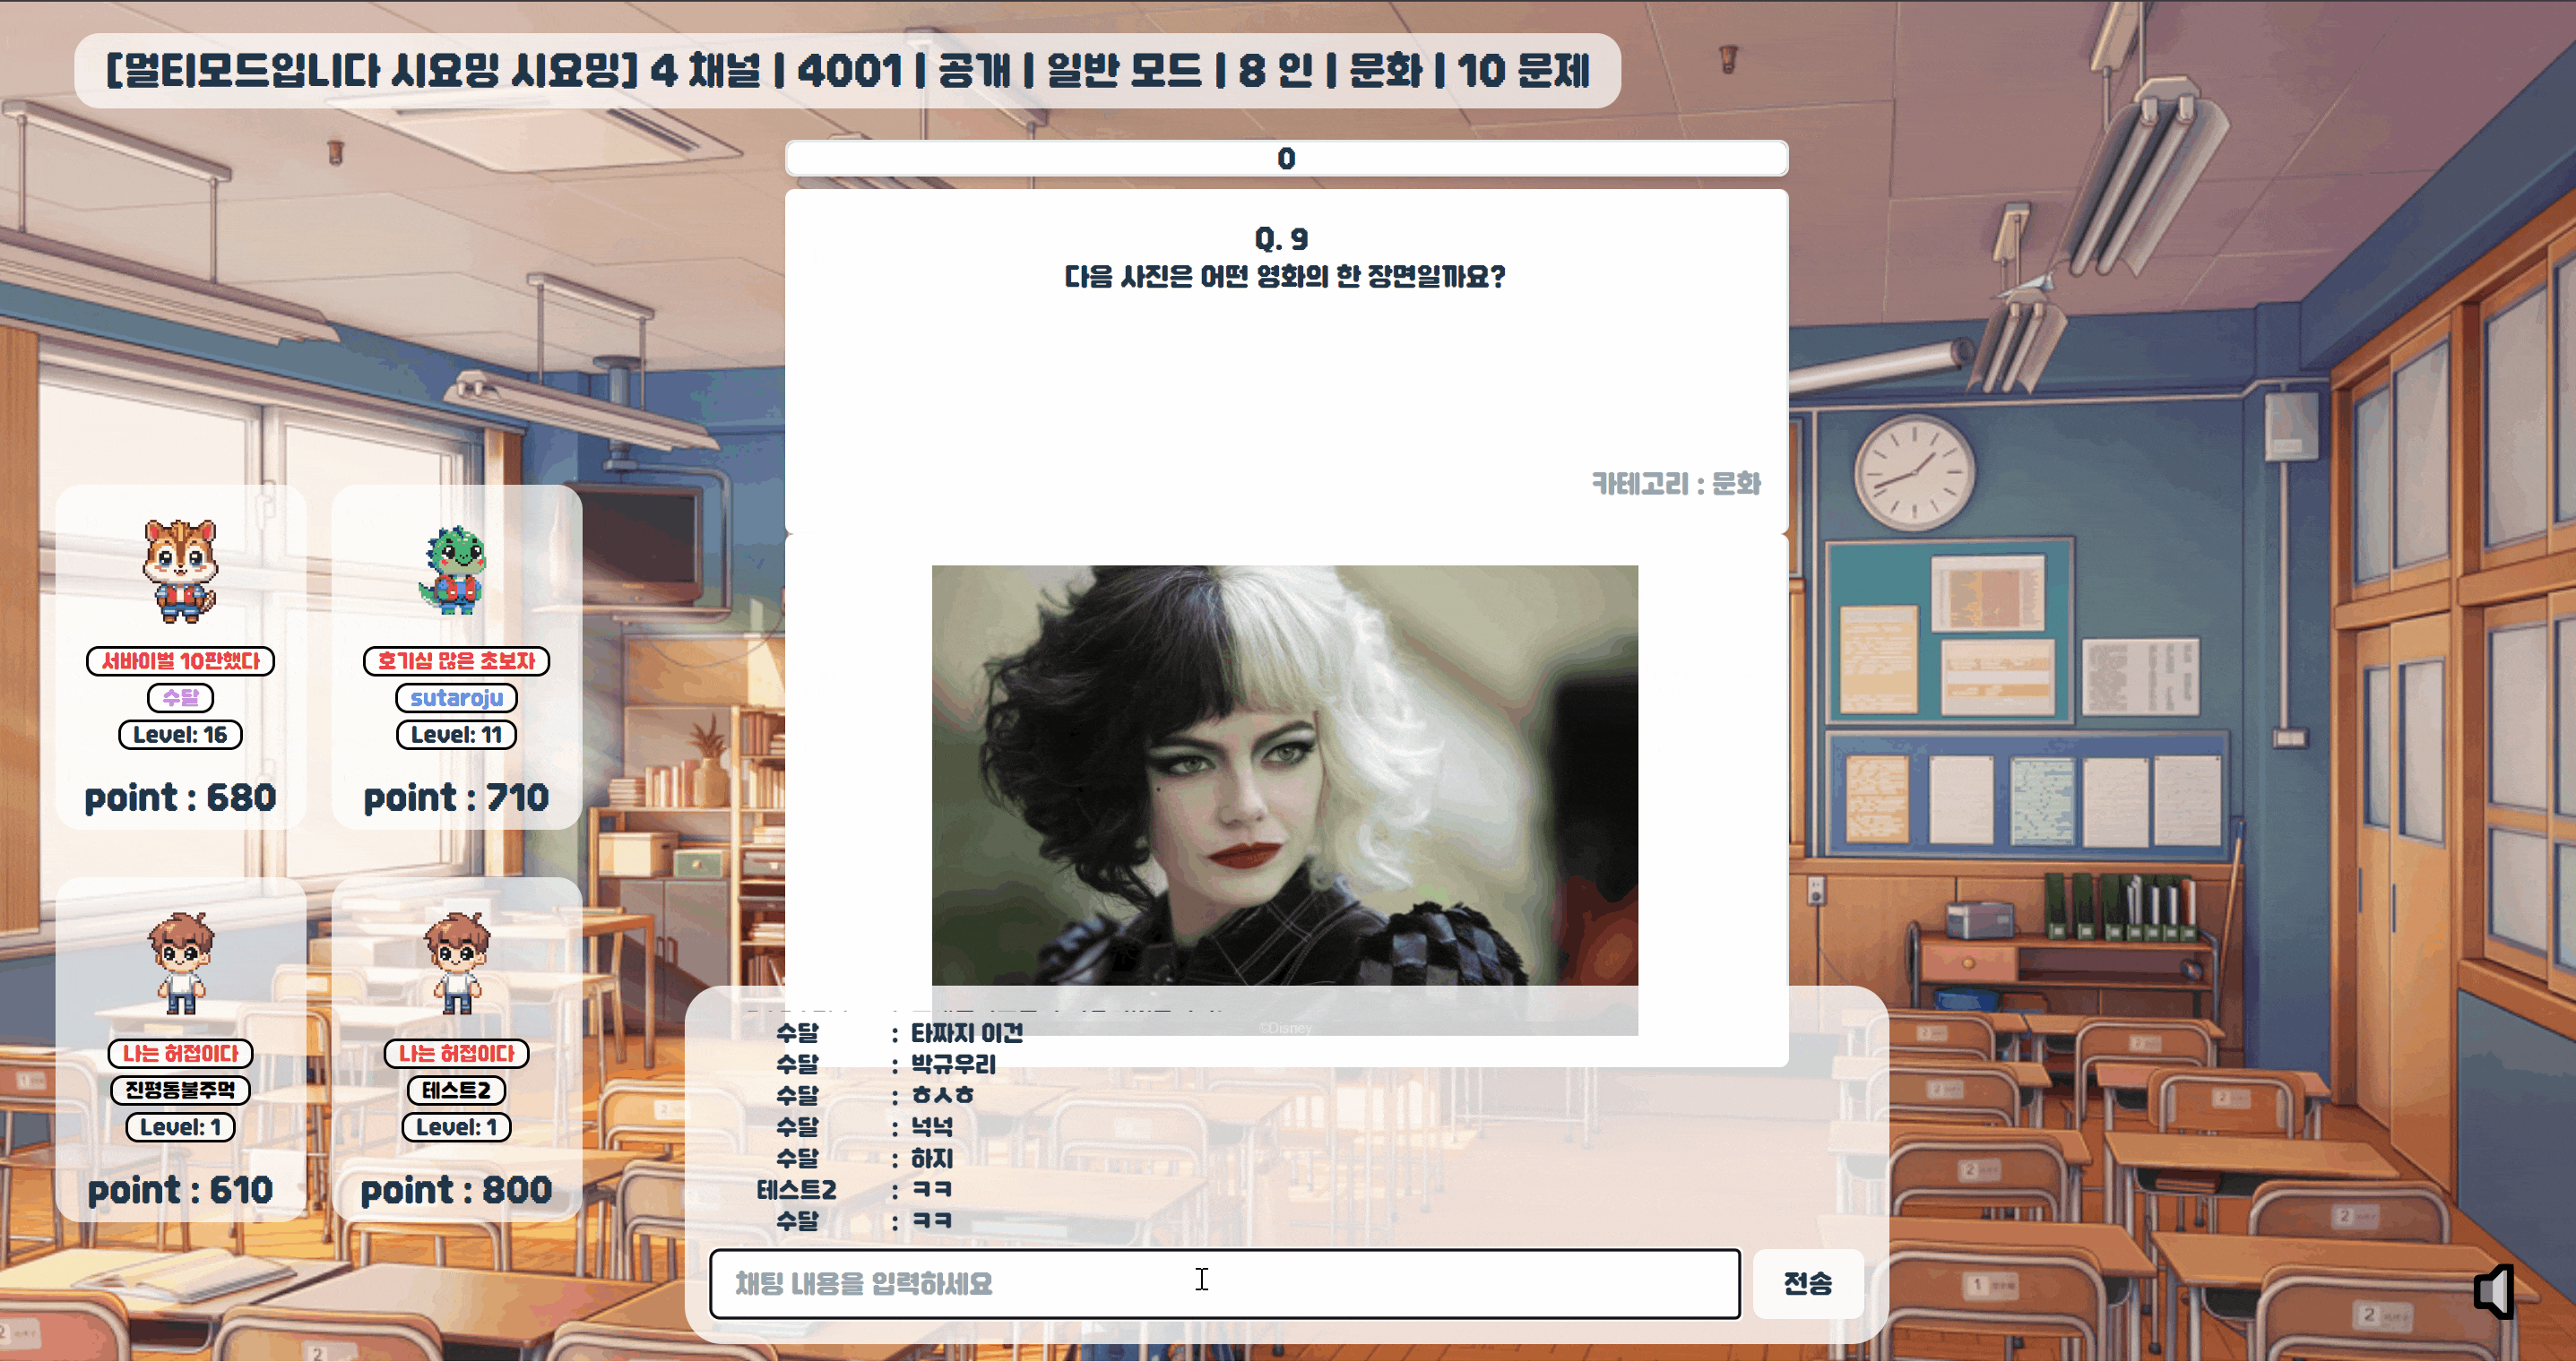 [멀티모드입니다 시요밍 시요밍] 4 채널 | 4001 | 공개 | 일반 모드 | 8 인 | 문화 | 10 문제
0
Q. 9
다음 사진은 어떤 영화의 한 장면일까요?
카테고리 : 문화
서바이벌 10판했다
수달
Level: 16
point : 680
호기심 많은 초보자
sutaroju
Level: 11
point : 710
나는 허접이다
진평동불주먹
Level: 1
point : 610
나는 허접이다
테스트2
Level: 1
point : 800
©Disney
수달 : 타짜지 이건
수달 : 박규우리
수달 : ㅎㅅㅎ
수달 : 넉넉
수달 : 하지
테스트2 : ㅋㅋ
수달 : ㅋㅋ
채팅 내용을 입력하세요
전송